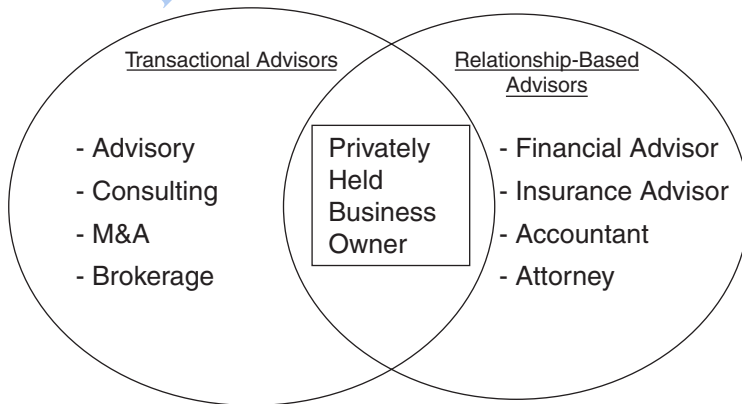 Transactional Advisors
- Advisory
- Consulting
- M&A
- Brokerage
Privately
Held
Business
Owner
Relationship-Based
Advisors
- Financial Advisor
- Insurance Advisor
- Accountant
- Attorney